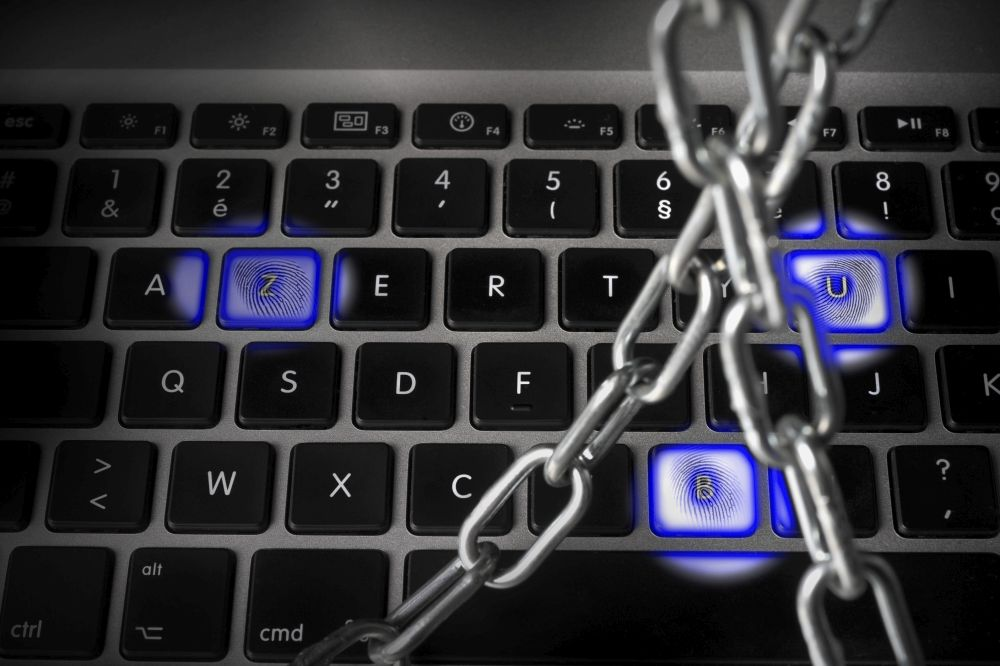 esc F1 F2 F3 F4 F5 F6 F7 F8
# 1 2 3 4 5 6 8 9
@ & é " ' ( § !
A Z E R T Y U I
Q S D F H J K
> W X C B ?
< ,
alt
ctrl cmd